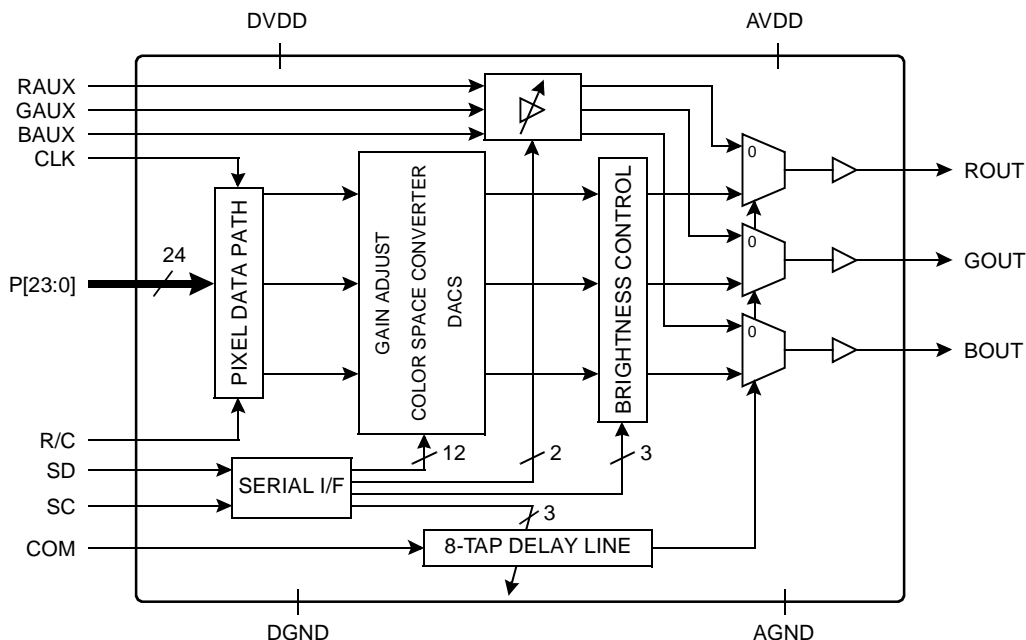 DVDD
AVDD
RAUX
GAUX
BAUX
CLK
P[23:0]
24
R/C
SD
SC
COM
PIXEL DATA PATH
GAIN ADJUST
COLOR SPACE CONVERTER
DACS
BRIGHTNESS CONTROL
0
0
0
ROUT
GOUT
BOUT
12
2
3
SERIAL I/F
3
8-TAP DELAY LINE
DGND
AGND